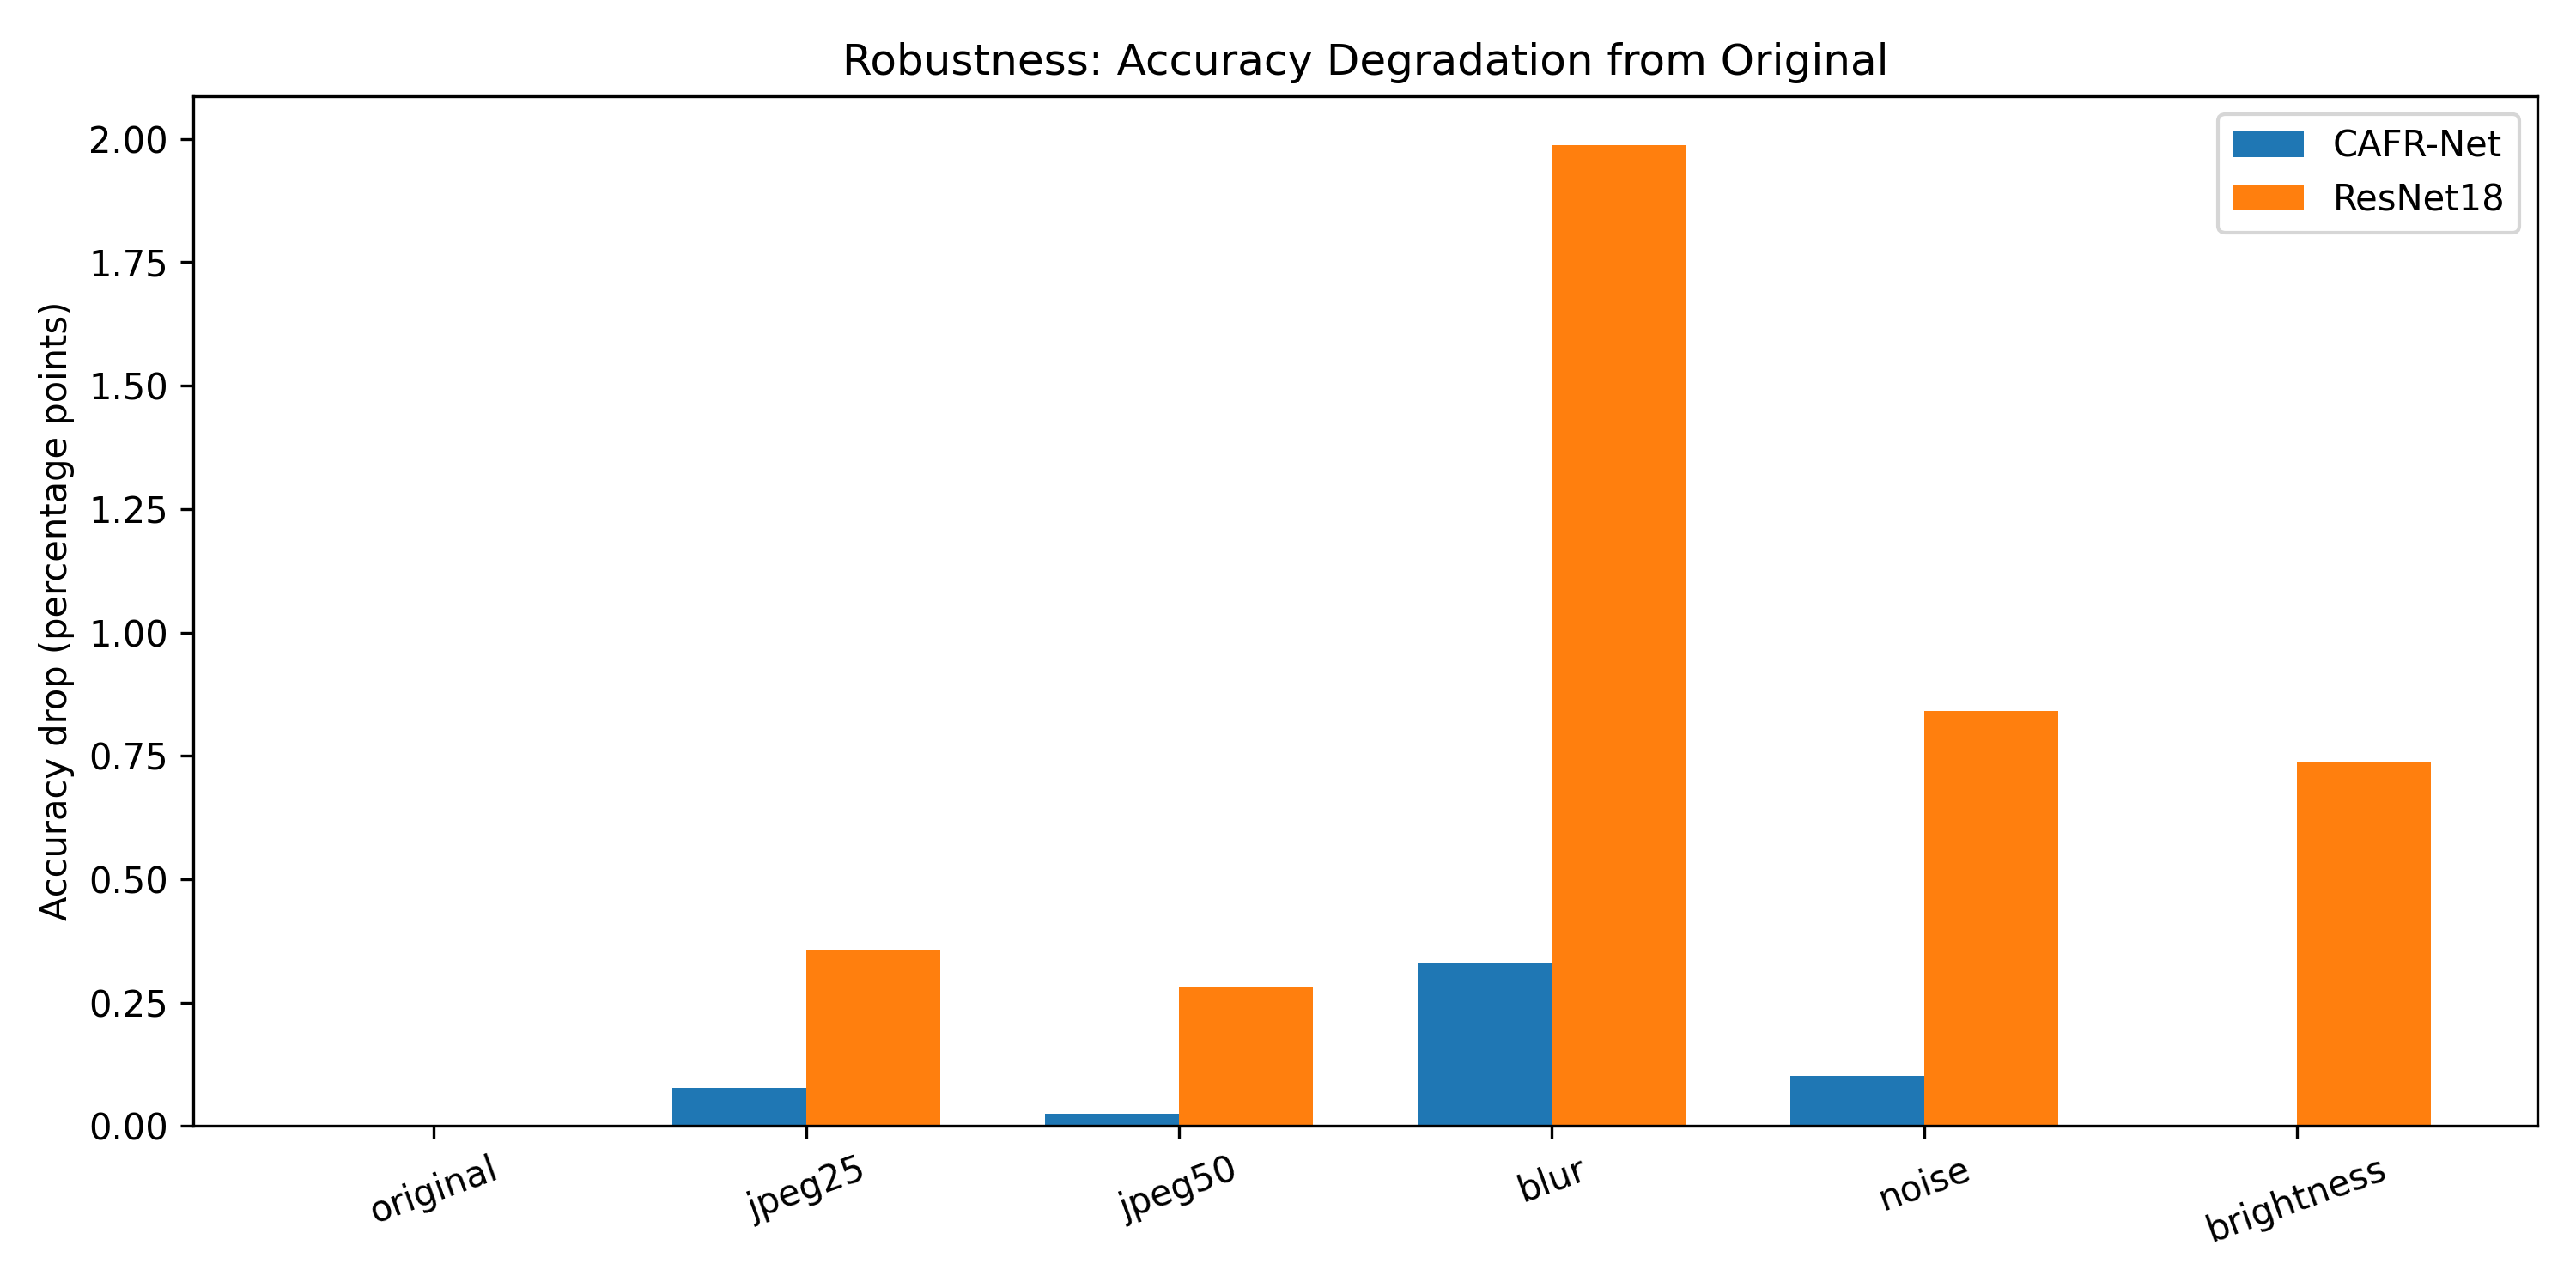 Robustness: Accuracy Degradation from Original
CAFR-Net
ResNet18
Accuracy drop (percentage points)
2.00
1.75
1.50
1.25
1.00
0.75
0.50
0.25
0.00
original
jpeg25
jpeg50
blur
noise
brightness